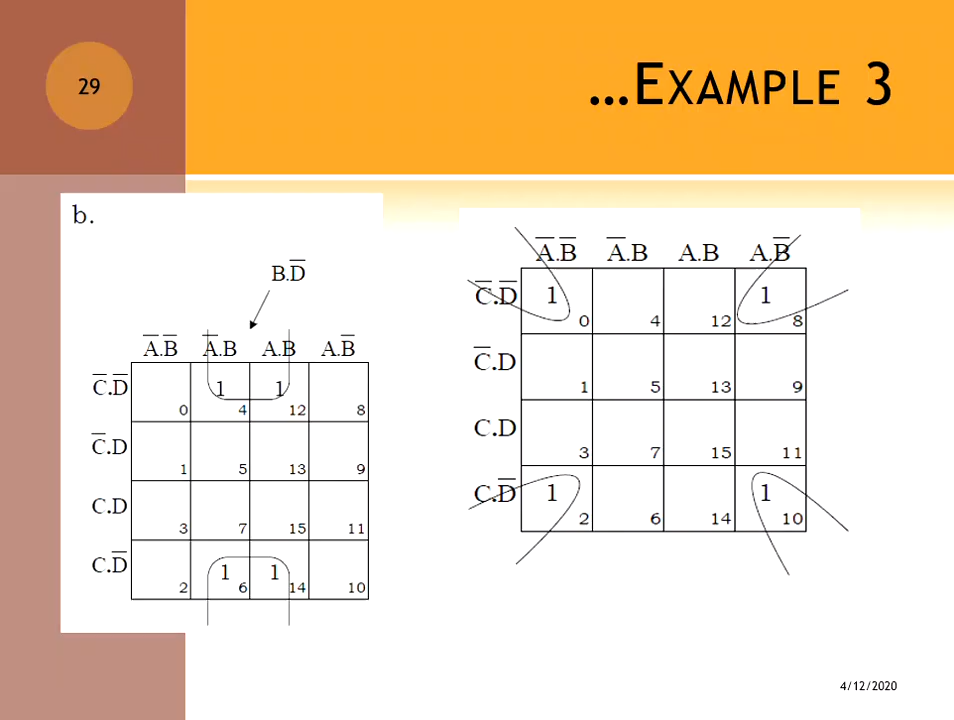 29
…EXAMPLE 3
b.
B.D̅
A̅.B̅ A̅.B A.B A.B̅
C̅.D̅ 1 1
0 4 12 8
C̅.D
1 5 13 9
C.D
3 7 15 11
C.D̅ 1 1
2 6 14 10
A̅.B̅ A̅.B A.B A.B̅
C̅.D̅ 1 1
0 4 12 8
C̅.D
1 5 13 9
C.D
3 7 15 11
C.D̅ 1 1
2 6 14 10
4/12/2020